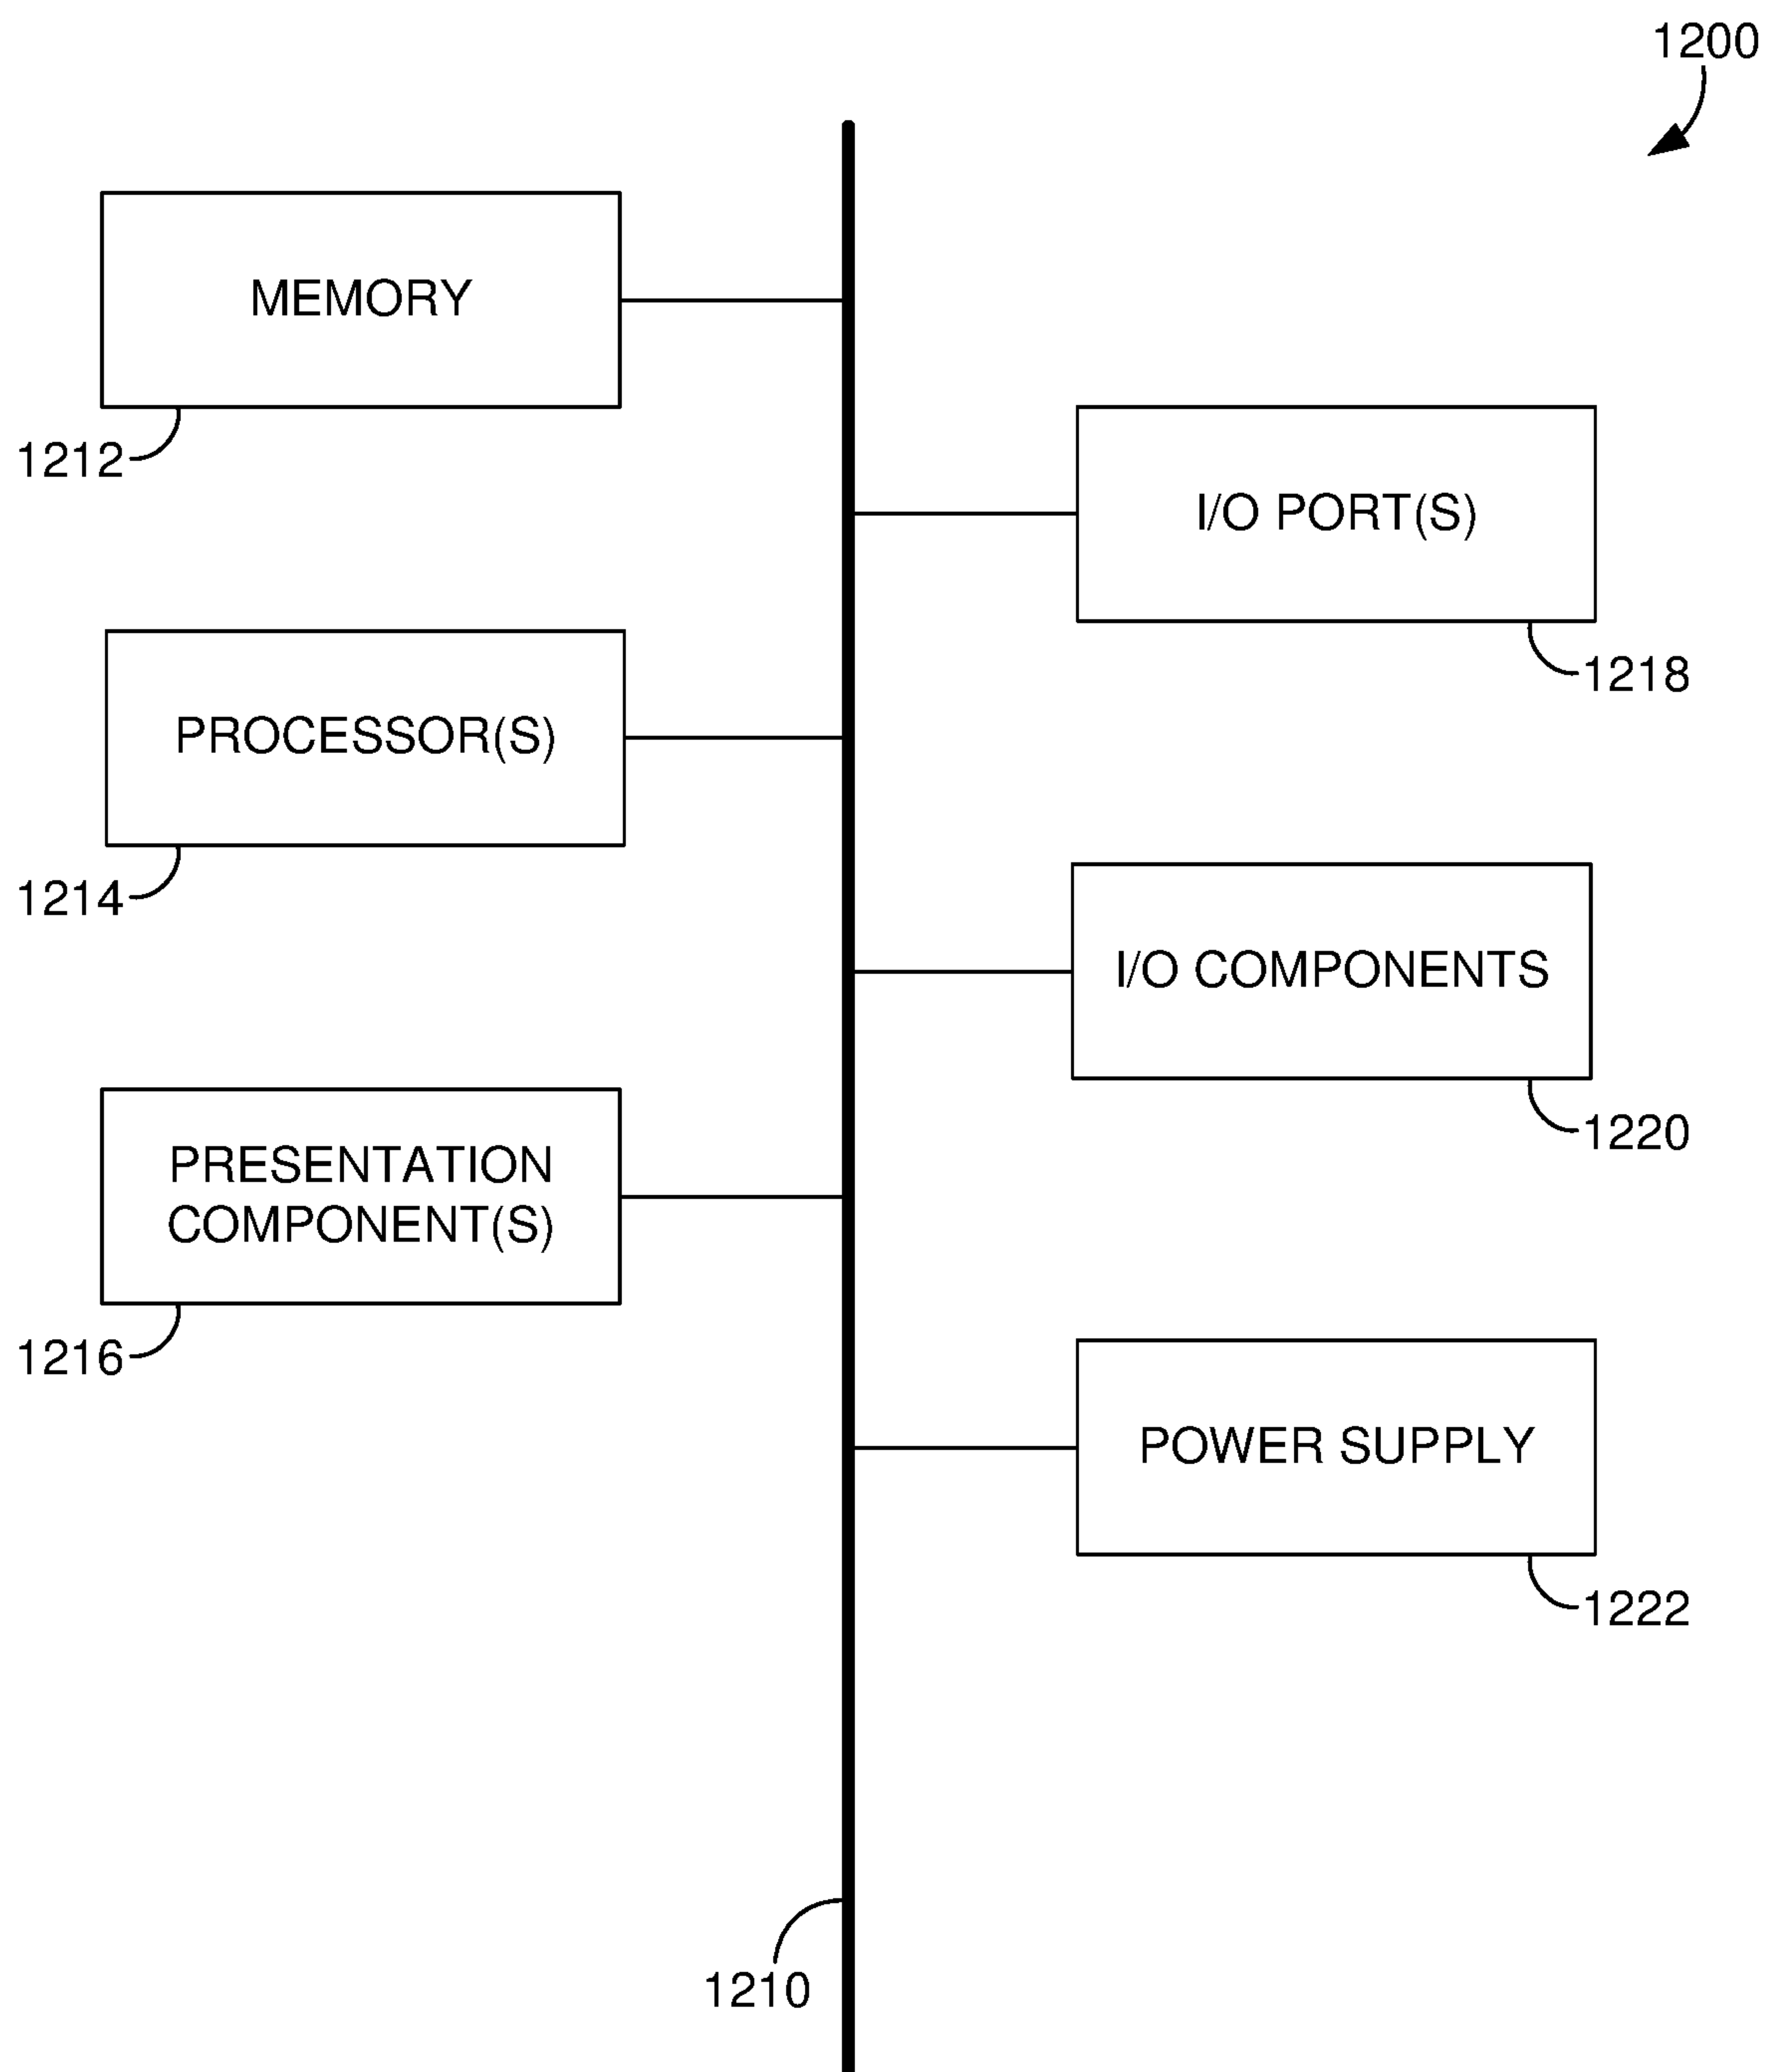 1200
MEMORY
1212
I/O PORT(S)
1218
PROCESSOR(S)
1214
I/O COMPONENTS
1220
PRESENTATION
COMPONENT(S)
1216
POWER SUPPLY
1222
1210